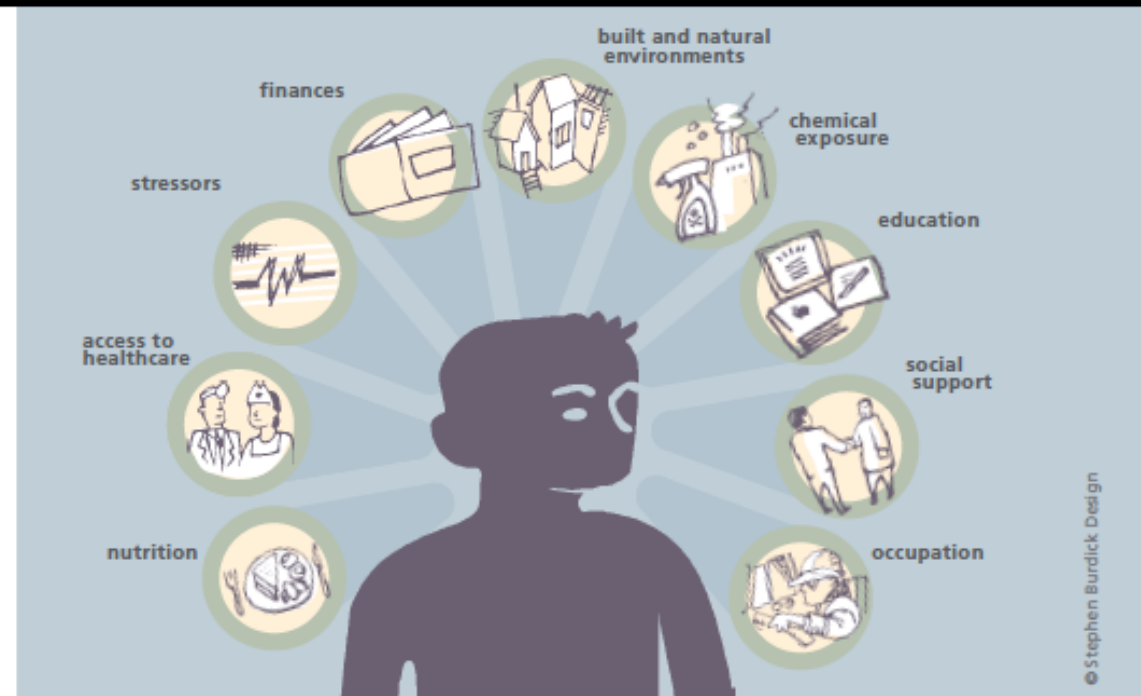 built and natural
environments
finances
chemical
exposure
stressors
education
access to
healthcare
social
support
nutrition
occupation
© Stephen Burdick Design